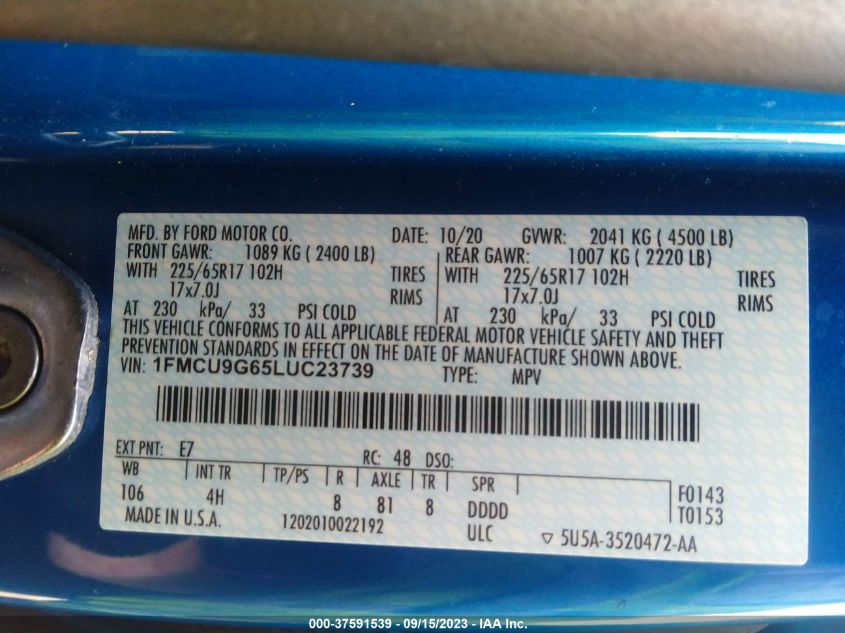 MFD. BY FORD MOTOR CO. DATE: 10/20 GVWR: 2041 KG ( 4500 LB)
FRONT GAWR: 1089 KG ( 2400 LB) REAR GAWR: 1007 KG ( 2220 LB)
WITH 225/65R17 102H TIRES WITH 225/65R17 102H TIRES
17x7.0J RIMS 17x7.0J RIMS
AT 230 kPa/ 33 PSI COLD AT 230 kPa/ 33 PSI COLD
THIS VEHICLE CONFORMS TO ALL APPLICABLE FEDERAL MOTOR VEHICLE SAFETY AND THEFT
PREVENTION STANDARDS IN EFFECT ON THE DATE OF MANUFACTURE SHOWN ABOVE.
VIN: 1FMCU9G65LUC23739 TYPE: MPV
EXT PNT: E7 RC: 48 DSO:
WB INT TR TP/PS R AXLE TR SPR
106 4H 8 81 8 DDDD F0143
T0153
MADE IN U.S.A. 1202010022192 ULC ▽ 5U5A-3520472-AA
000-37591539 - 09/15/2023 - © IAA Inc.